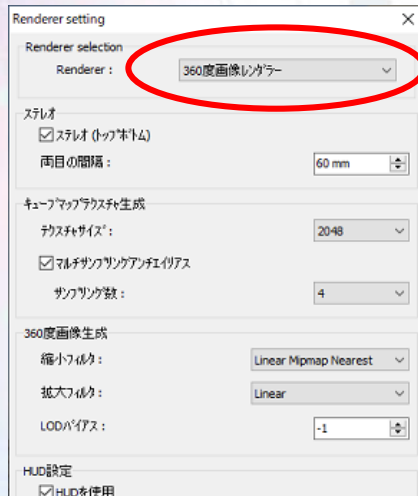 Renderer setting
Renderer selection
Renderer : 360度画像ﾚﾝﾀﾞﾗｰ
ｽﾃﾚｵ
ｽﾃﾚｵ (ﾄｯﾌﾟﾎﾞﾄﾑ)
両目の間隔 : 60 mm
ｷｭｰﾌﾞﾏｯﾌﾟﾃｸｽﾁｬ生成
ﾃｸｽﾁｬｻｲｽﾞ : 2048
ﾏﾙﾁｻﾝﾌﾟﾘﾝｸﾞｱﾝﾁｴｲﾘｱｽ
ｻﾝﾌﾟﾘﾝｸﾞ数 : 4
360度画像生成
縮小ﾌｨﾙﾀ : Linear Mipmap Nearest
拡大ﾌｨﾙﾀ : Linear
LODﾊﾞｲｱｽ : -1
HUD設定
HUDを使用